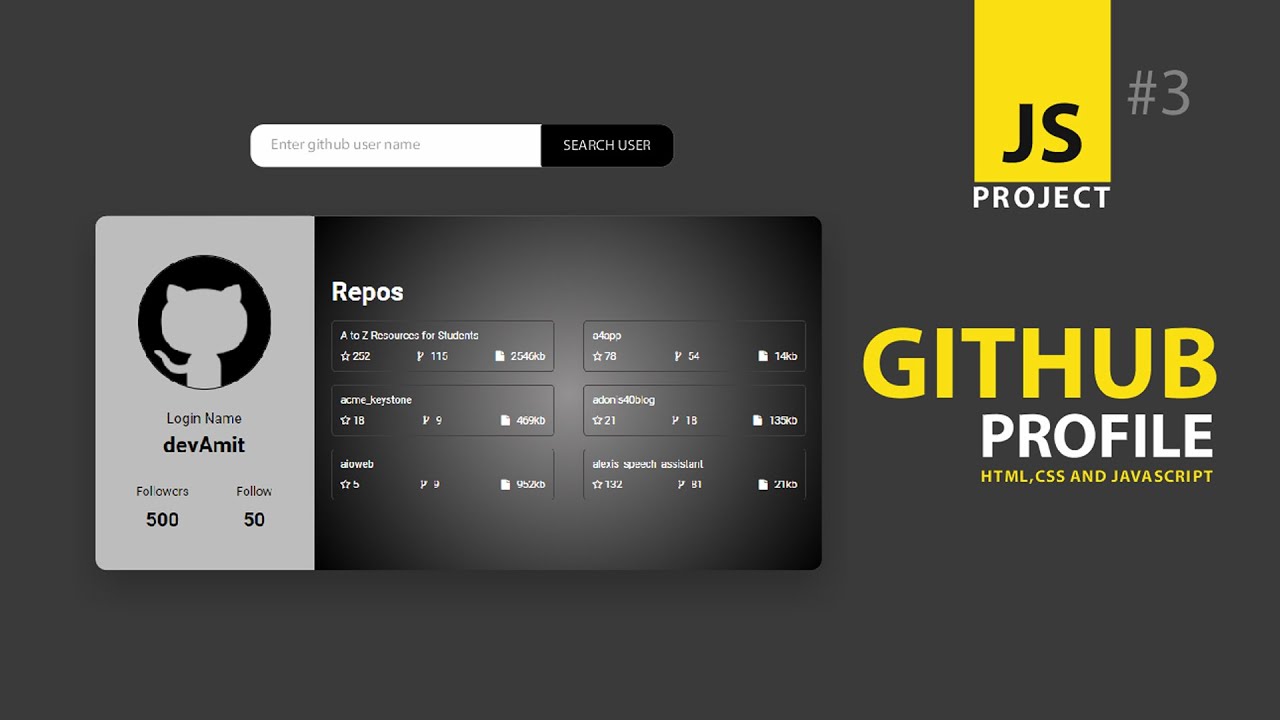 JS
#3
PROJECT
Enter github user name
SEARCH USER
Repos
A to Z Resources for Students
252 115 2546kb
a4app
78 54 14kb
acme_keystone
18 9 469kb
adonis40blog
21 18 135kb
aioweb
5 9 952kb
alexis speech assistant
132 81 21kb
Login Name
devAmit
Followers
500
Follow
50
GITHUB
PROFILE
HTML,CSS AND JAVASCRIPT